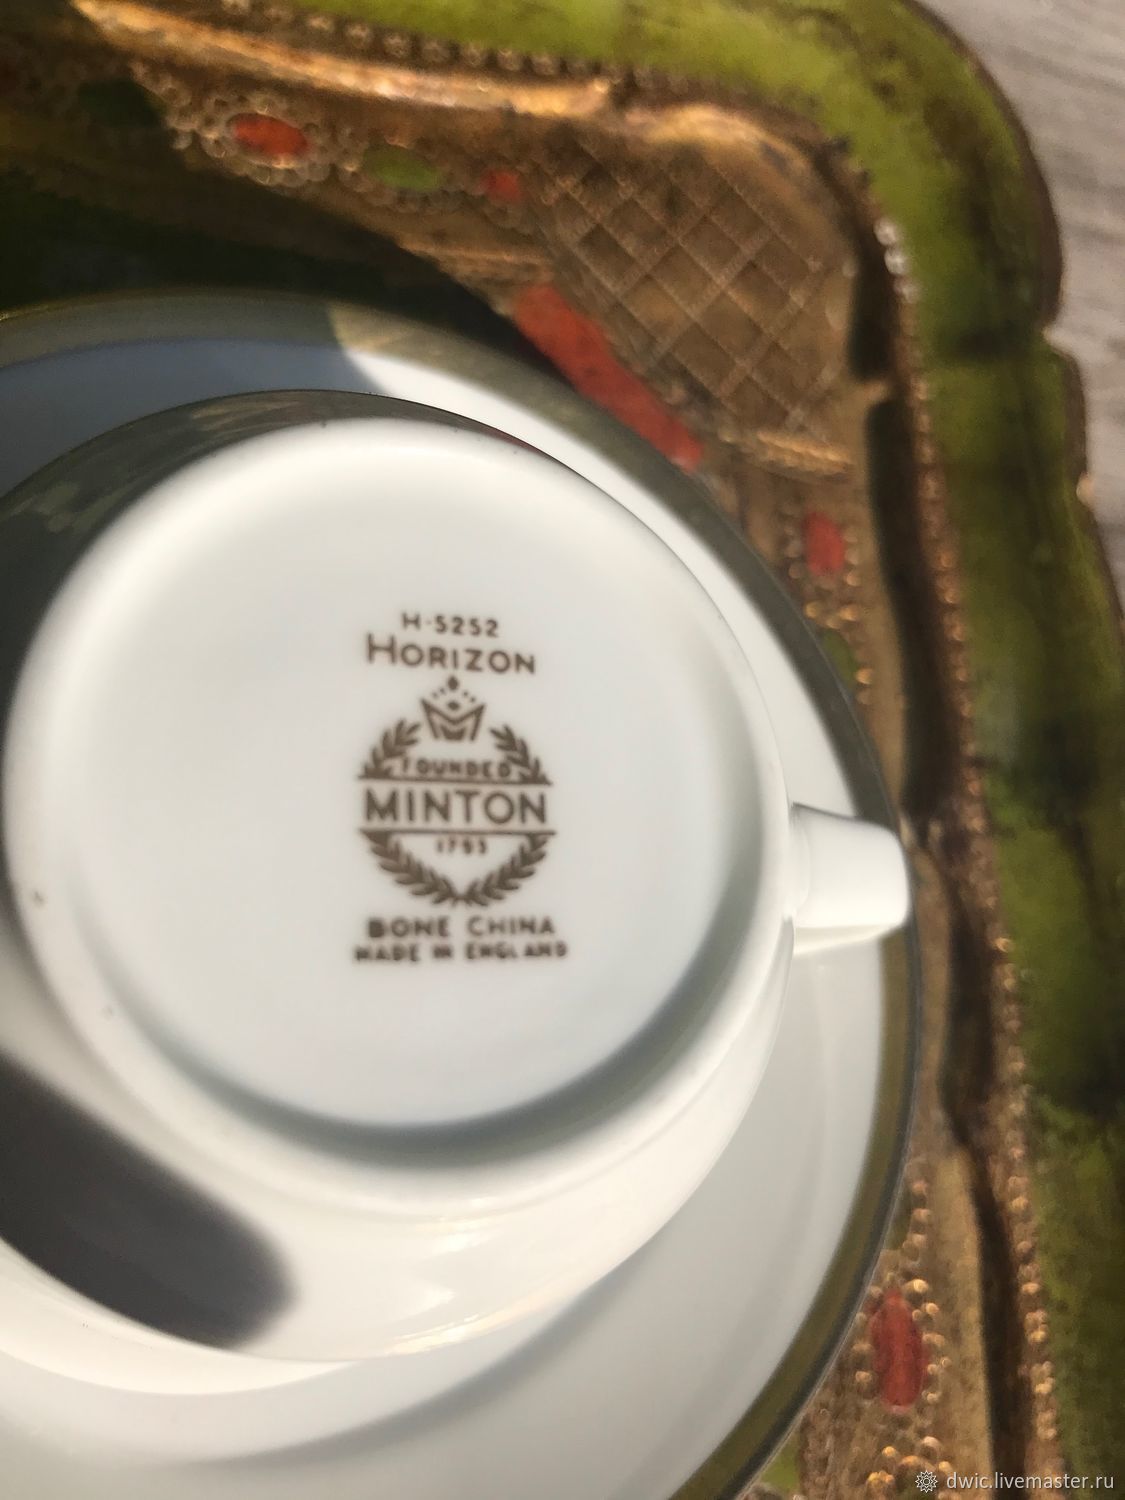 H-5252
HORIZON
FOUNDED
MINTON
1793
BONE CHINA
MADE IN ENGLAND
dwic.livemaster.ru